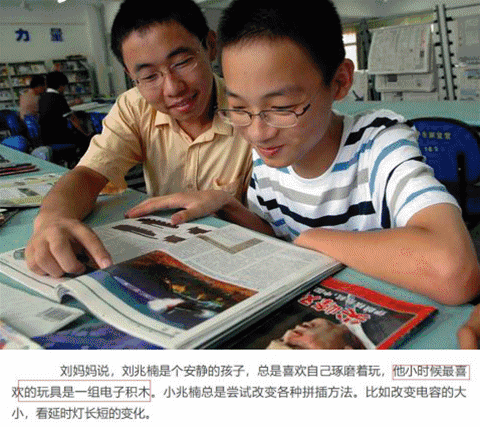 力量
刘妈妈说，刘兆楠是个安静的孩子，总是喜欢自己琢磨着玩，他小时候最喜
欢的玩具是一组电子积木。小兆楠总是尝试改变各种拼插方法。比如改变电容的大
小，看延时灯长短的变化。